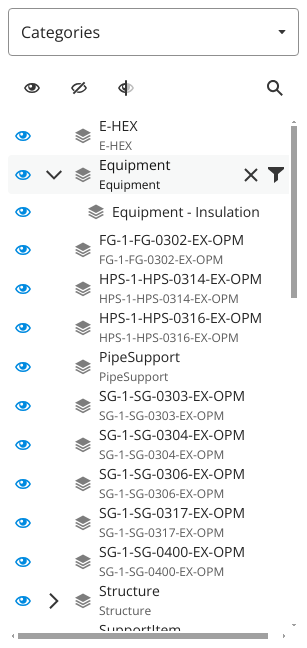 Categories
E-HEX
E-HEX
Equipment
Equipment
Equipment - Insulation
FG-1-FG-0302-EX-OPM
FG-1-FG-0302-EX-OPM
HPS-1-HPS-0314-EX-OPM
HPS-1-HPS-0314-EX-OPM
HPS-1-HPS-0316-EX-OPM
HPS-1-HPS-0316-EX-OPM
PipeSupport
PipeSupport
SG-1-SG-0303-EX-OPM
SG-1-SG-0303-EX-OPM
SG-1-SG-0304-EX-OPM
SG-1-SG-0304-EX-OPM
SG-1-SG-0306-EX-OPM
SG-1-SG-0306-EX-OPM
SG-1-SG-0317-EX-OPM
SG-1-SG-0317-EX-OPM
SG-1-SG-0400-EX-OPM
SG-1-SG-0400-EX-OPM
Structure
Structure
SupportItem